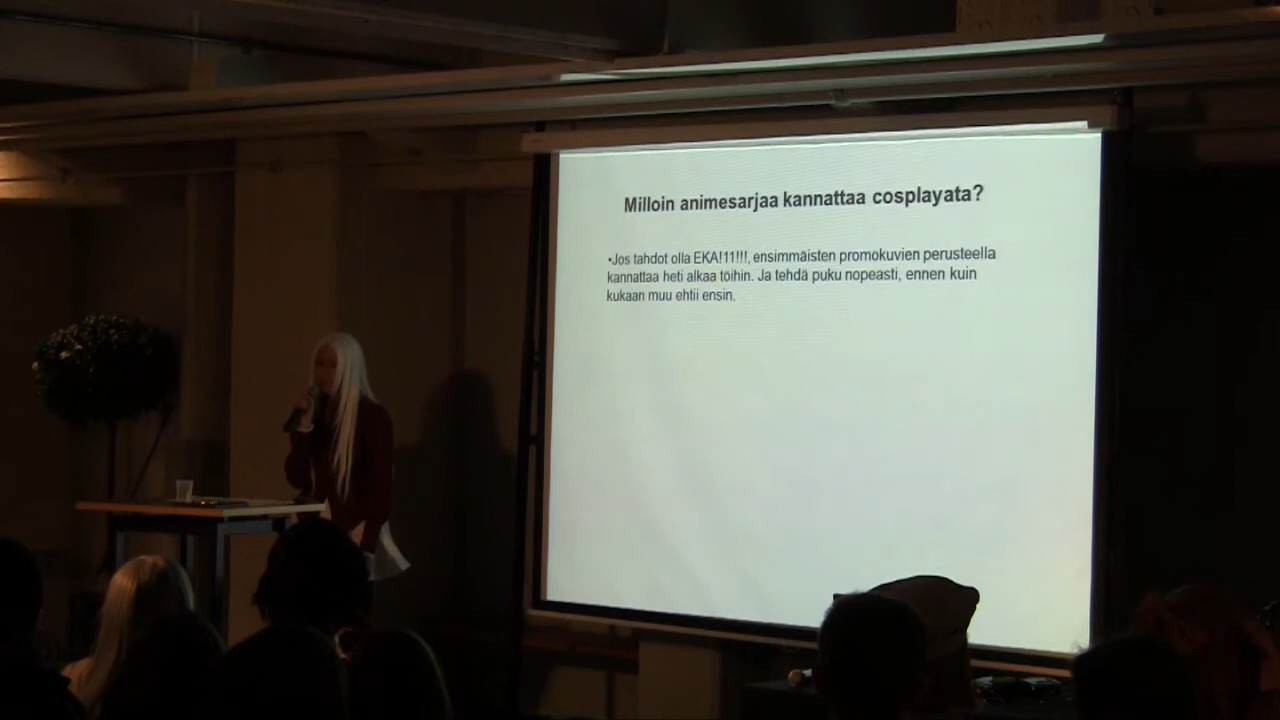 Milloin animesarjaa kannattaa cosplayata?
•Jos tahdot olla EKA!11!!!, ensimmäisten promokuvien perusteella
kannattaa heti alkaa töihin. Ja tehdä puku nopeasti, ennen kuin
kukaan muu ehtii ensin.